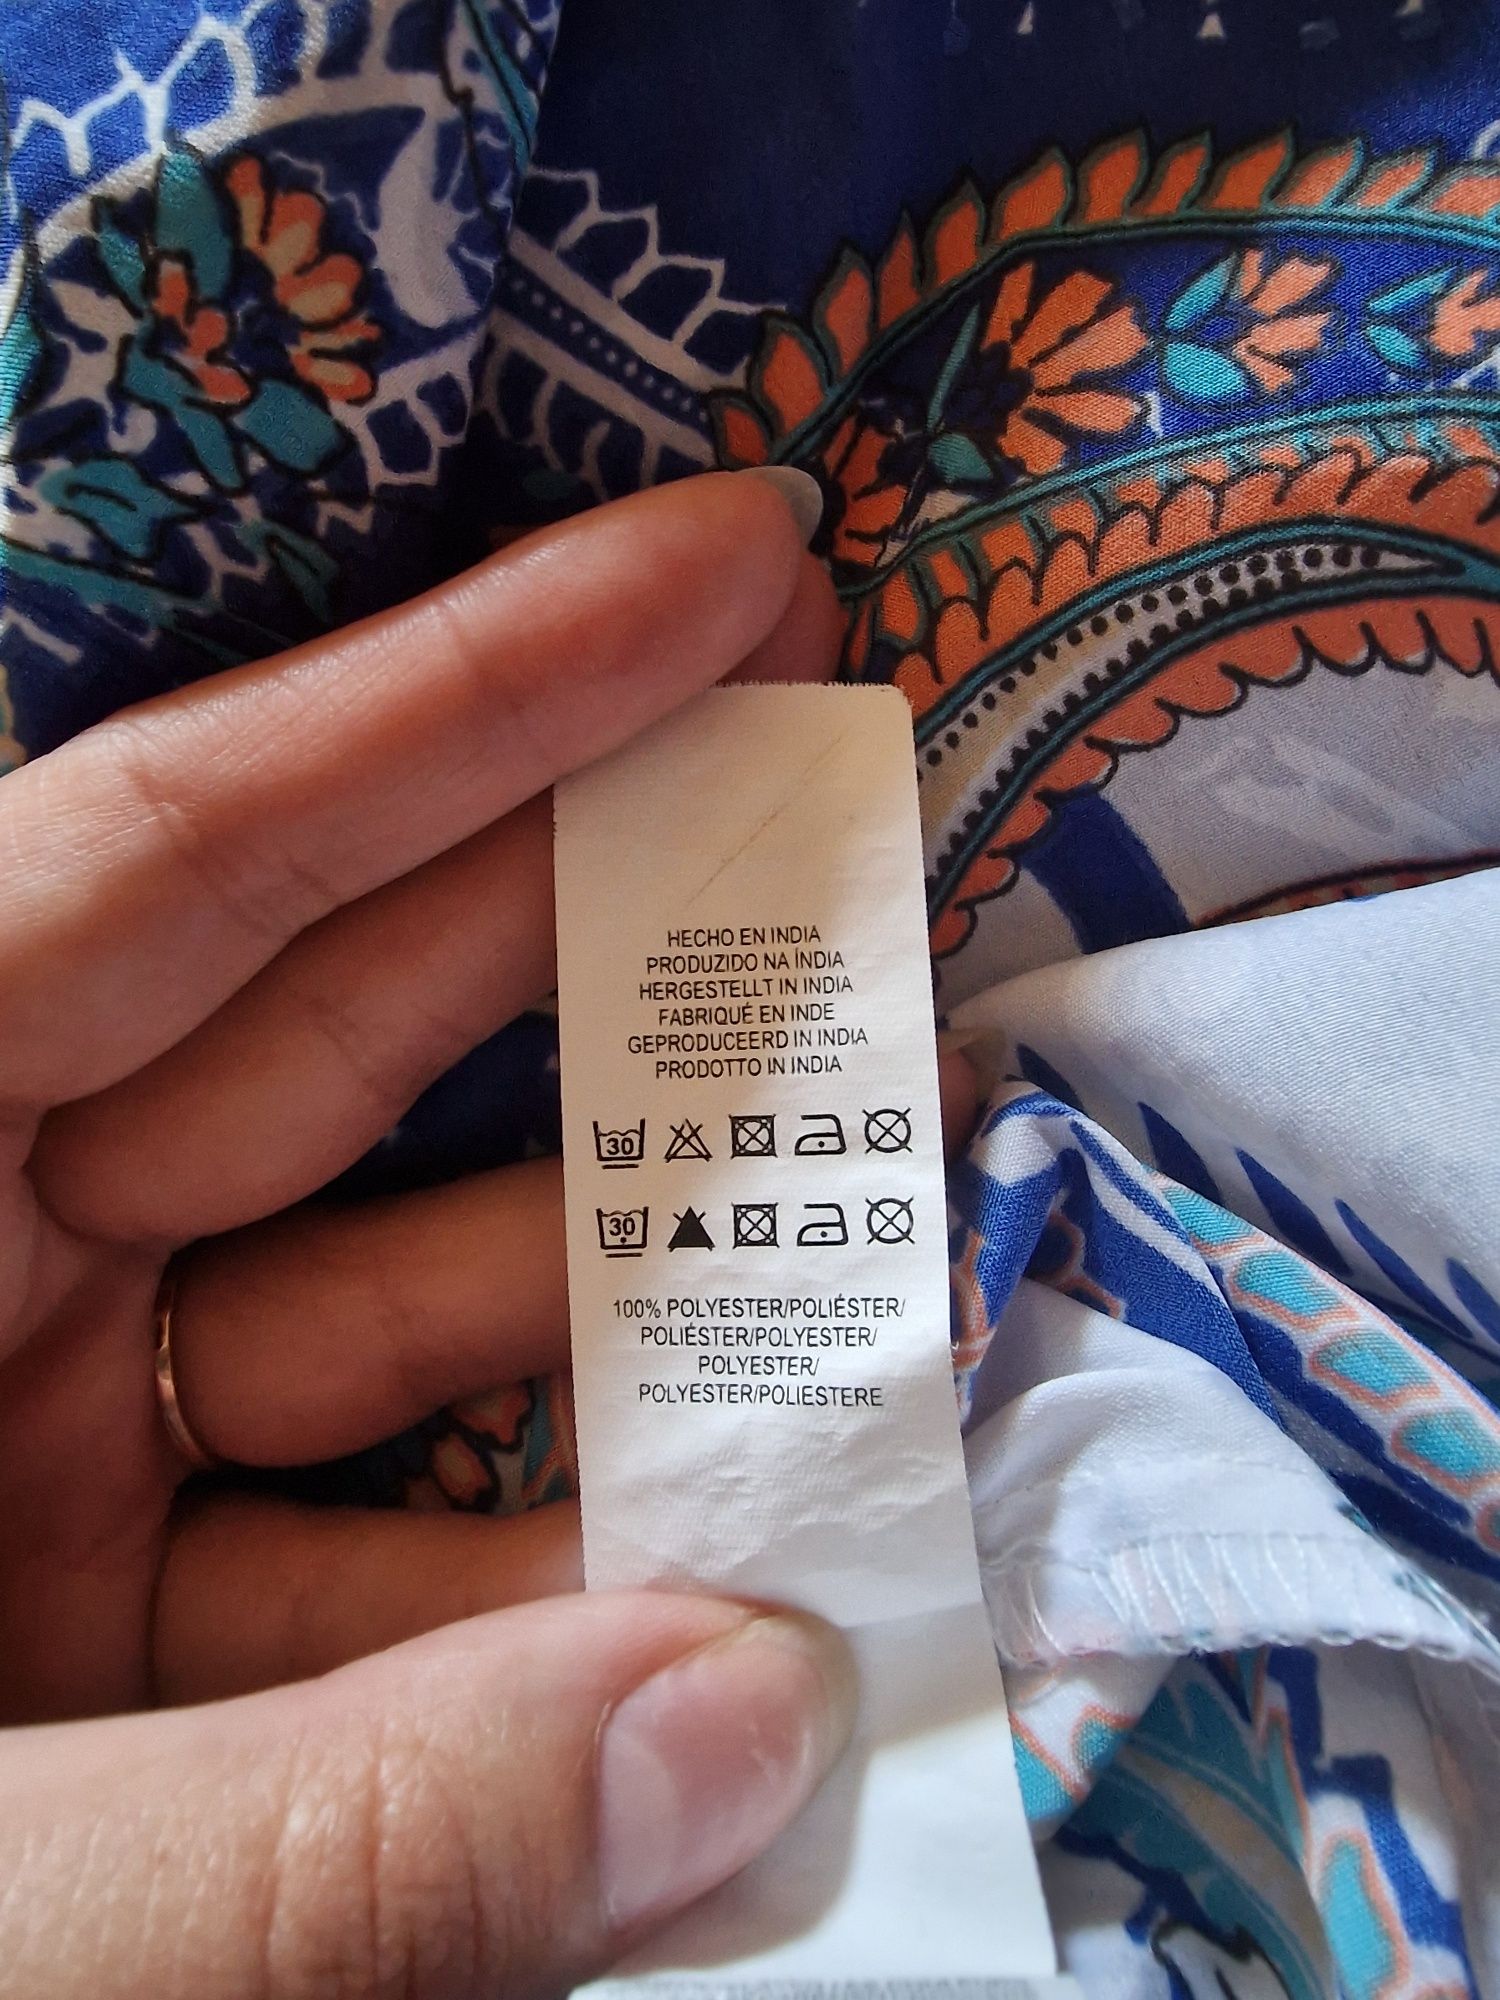 HECHO EN INDIA
PRODUZIDO NA ÍNDIA
HERGESTELLT IN INDIA
FABRIQUÉ EN INDE
GEPRODUCEERD IN INDIA
PRODOTTO IN INDIA
30
30
100% POLYESTER/POLIÉSTER/
POLIÉSTER/POLYESTER/
POLYESTER/
POLYESTER/POLIESTERE